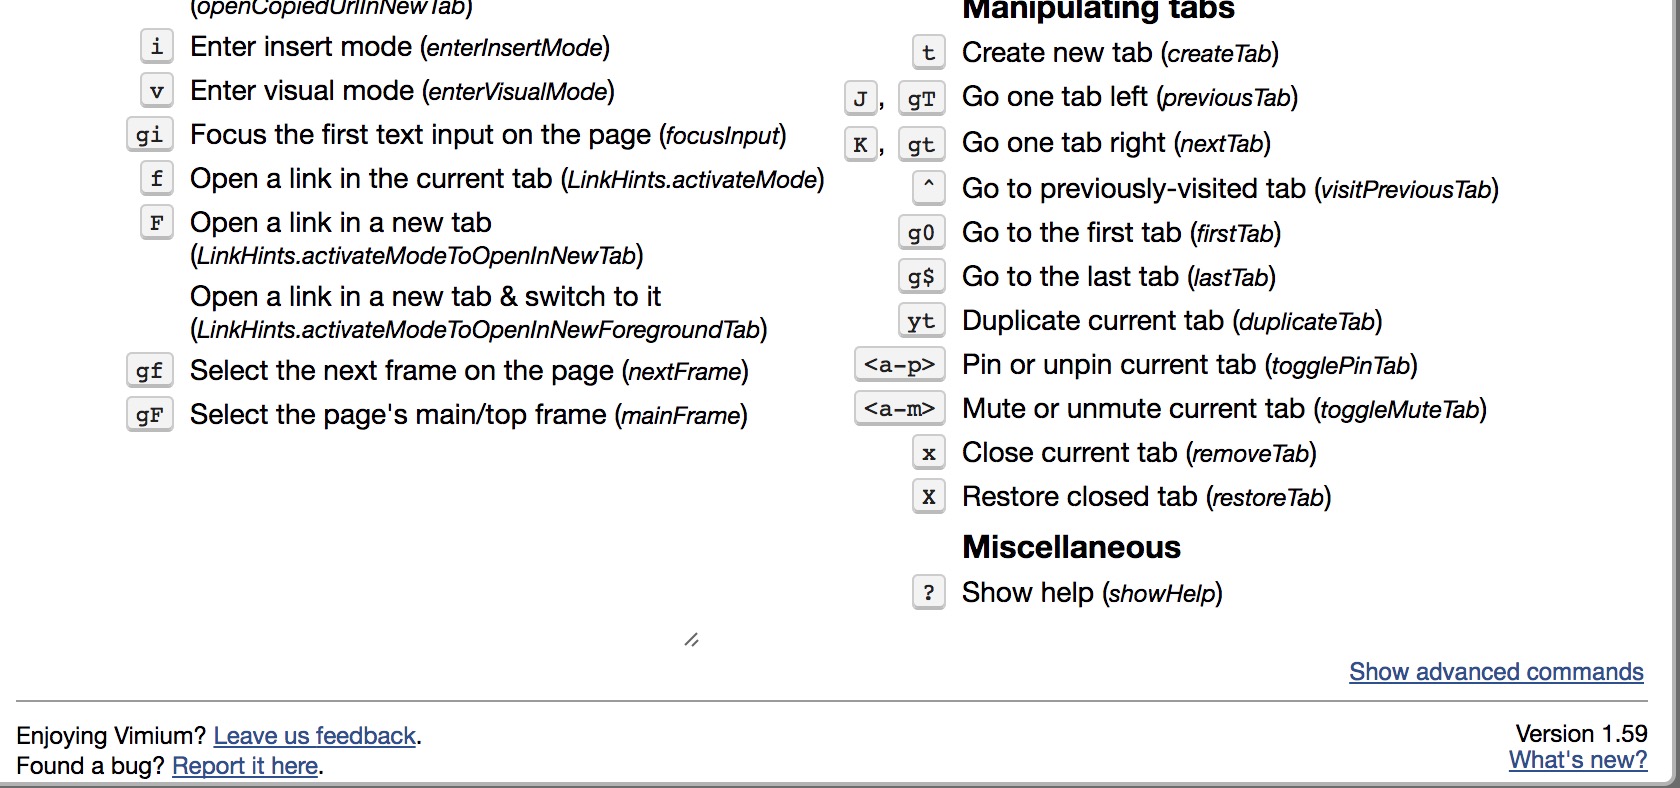 (openCopiedUrlInNewTab)
i Enter insert mode (enterInsertMode)
v Enter visual mode (enterVisualMode)
gi Focus the first text input on the page (focusInput)
f Open a link in the current tab (LinkHints.activateMode)
F Open a link in a new tab
(LinkHints.activateModeToOpenInNewTab)
Open a link in a new tab & switch to it
(LinkHints.activateModeToOpenInNewForegroundTab)
gf Select the next frame on the page (nextFrame)
gF Select the page's main/top frame (mainFrame)
Manipulating tabs
t Create new tab (createTab)
J, gT Go one tab left (previousTab)
K, gt Go one tab right (nextTab)
^ Go to previously-visited tab (visitPreviousTab)
g0 Go to the first tab (firstTab)
g$ Go to the last tab (lastTab)
yt Duplicate current tab (duplicateTab)
<a-p> Pin or unpin current tab (togglePinTab)
<a-m> Mute or unmute current tab (toggleMuteTab)
x Close current tab (removeTab)
X Restore closed tab (restoreTab)
Miscellaneous
? Show help (showHelp)
Show advanced commands
Enjoying Vimium? Leave us feedback.
Found a bug? Report it here.
Version 1.59
What's new?